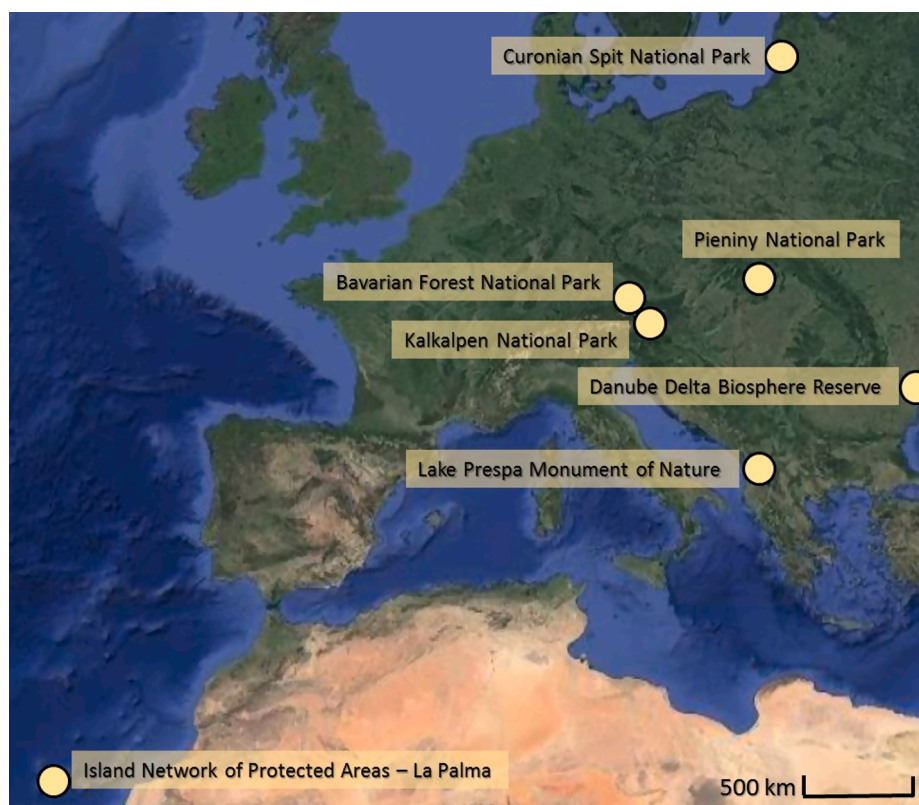 Curonian Spit National Park
Pieniny National Park
Bavarian Forest National Park
Kalkalpen National Park
Danube Delta Biosphere Reserve
Lake Prespa Monument of Nature
Island Network of Protected Areas – La Palma
500 km